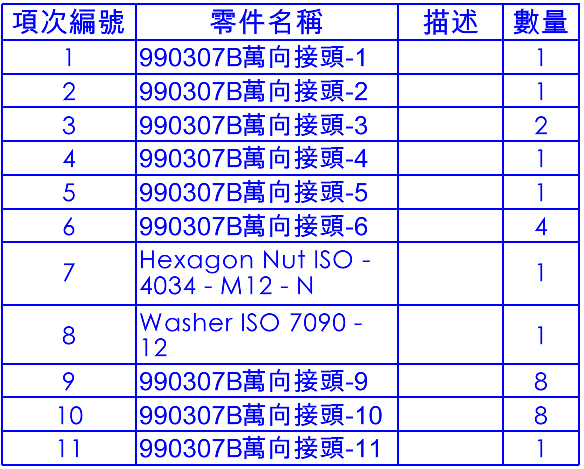 項次編號 零件名稱 描述 數量
1 990307B萬向接頭-1 1
2 990307B萬向接頭-2 1
3 990307B萬向接頭-3 2
4 990307B萬向接頭-4 1
5 990307B萬向接頭-5 1
6 990307B萬向接頭-6 4
7 Hexagon Nut ISO -
4034 - M12 - N 1
8 Washer ISO 7090 -
12 1
9 990307B萬向接頭-9 8
10 990307B萬向接頭-10 8
11 990307B萬向接頭-11 1